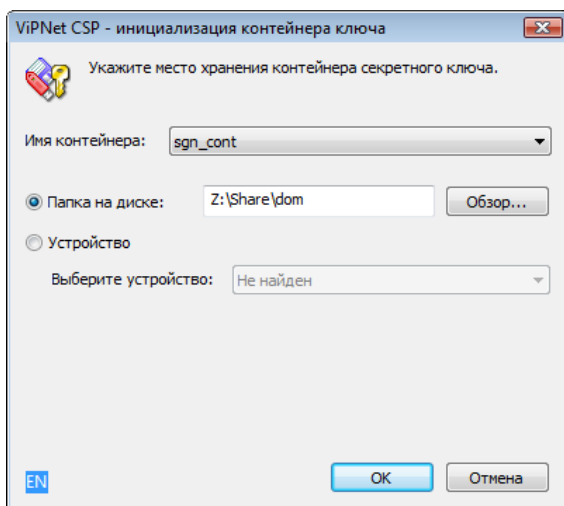 ViPNet CSP - инициализация контейнера ключа
Укажите место хранения контейнера секретного ключа.
Имя контейнера: sgn_cont
Папка на диске: Z:\Share\dom Обзор...
Устройство
Выберите устройство: Не найден
EN OK Отмена